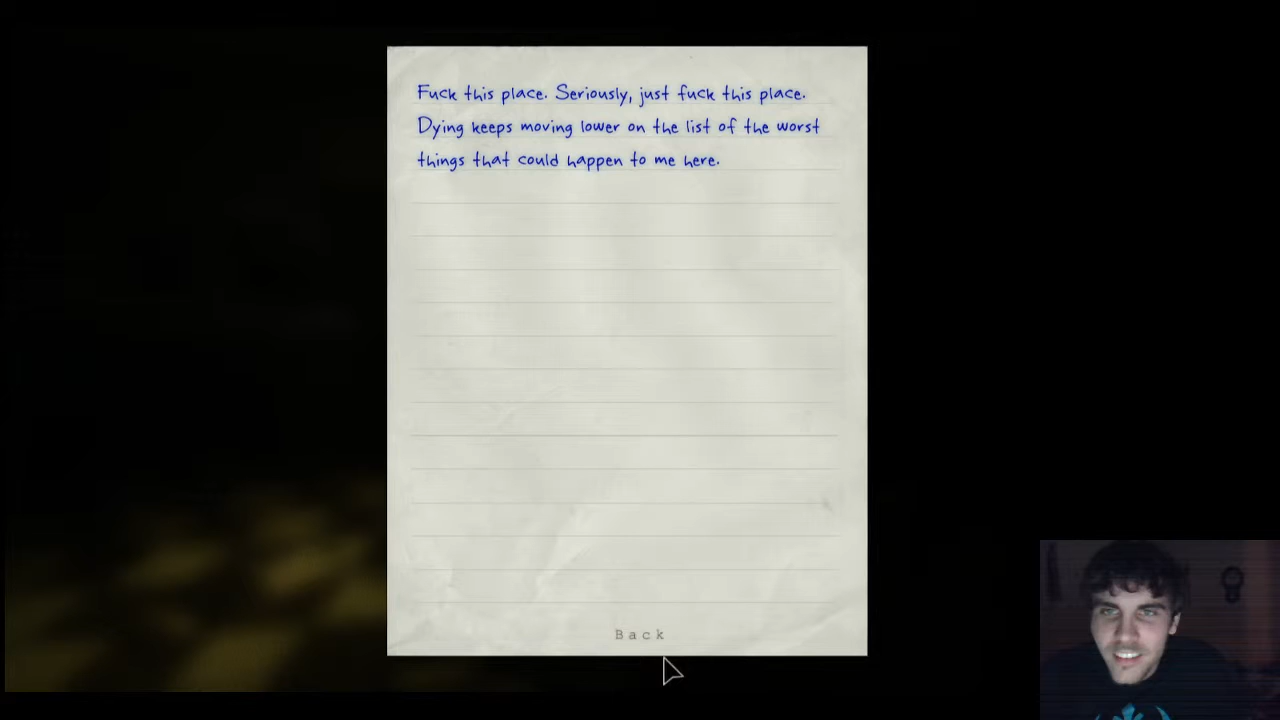 Fuck this place. Seriously, just fuck this place.
Dying keeps moving lower on the list of the worst
things that could happen to me here.
Back